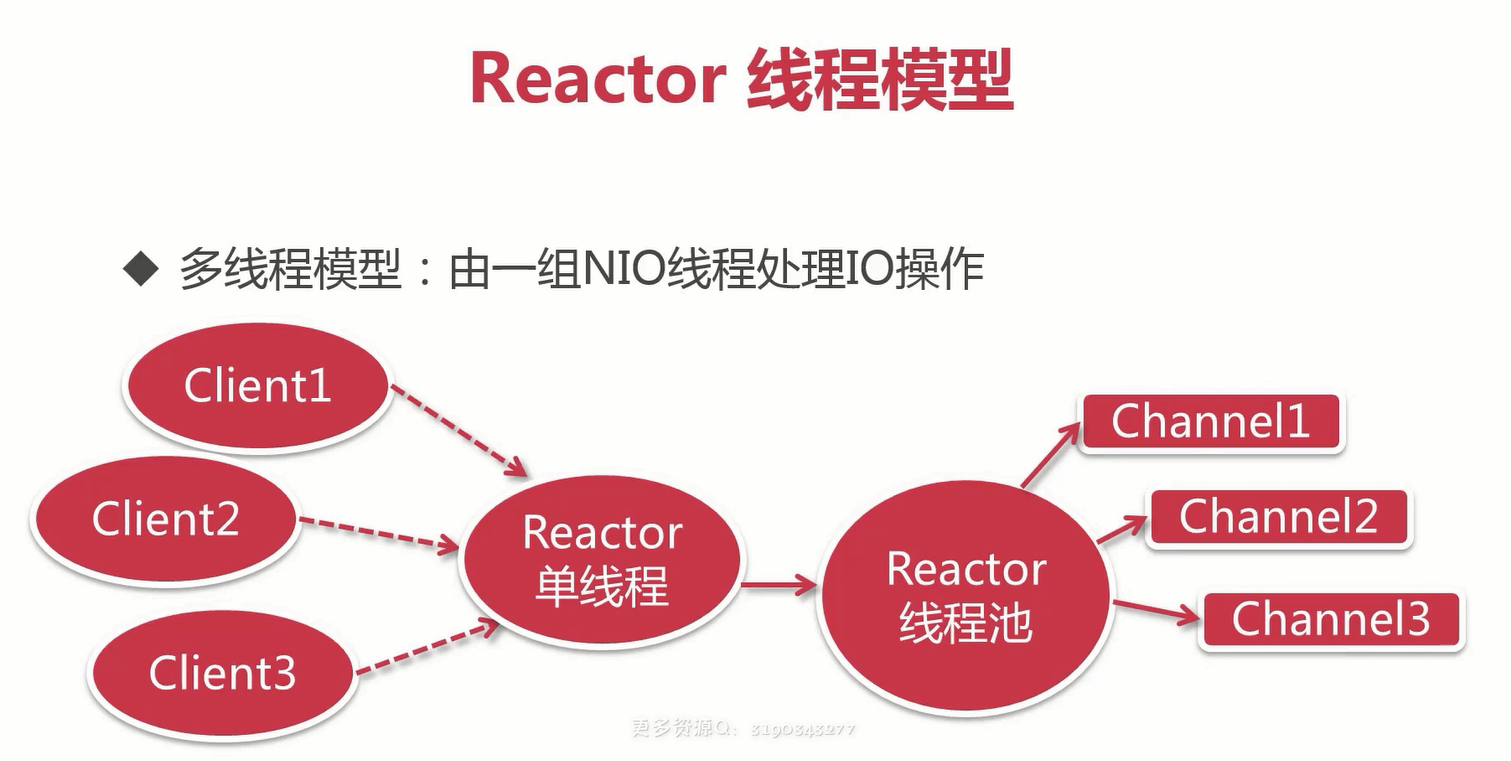 Reactor 线程模型
◆ 多线程模型：由一组NIO线程处理IO操作
Client1
Client2
Client3
Reactor
单线程
Reactor
线程池
Channel1
Channel2
Channel3
更多资源Q：3190343277